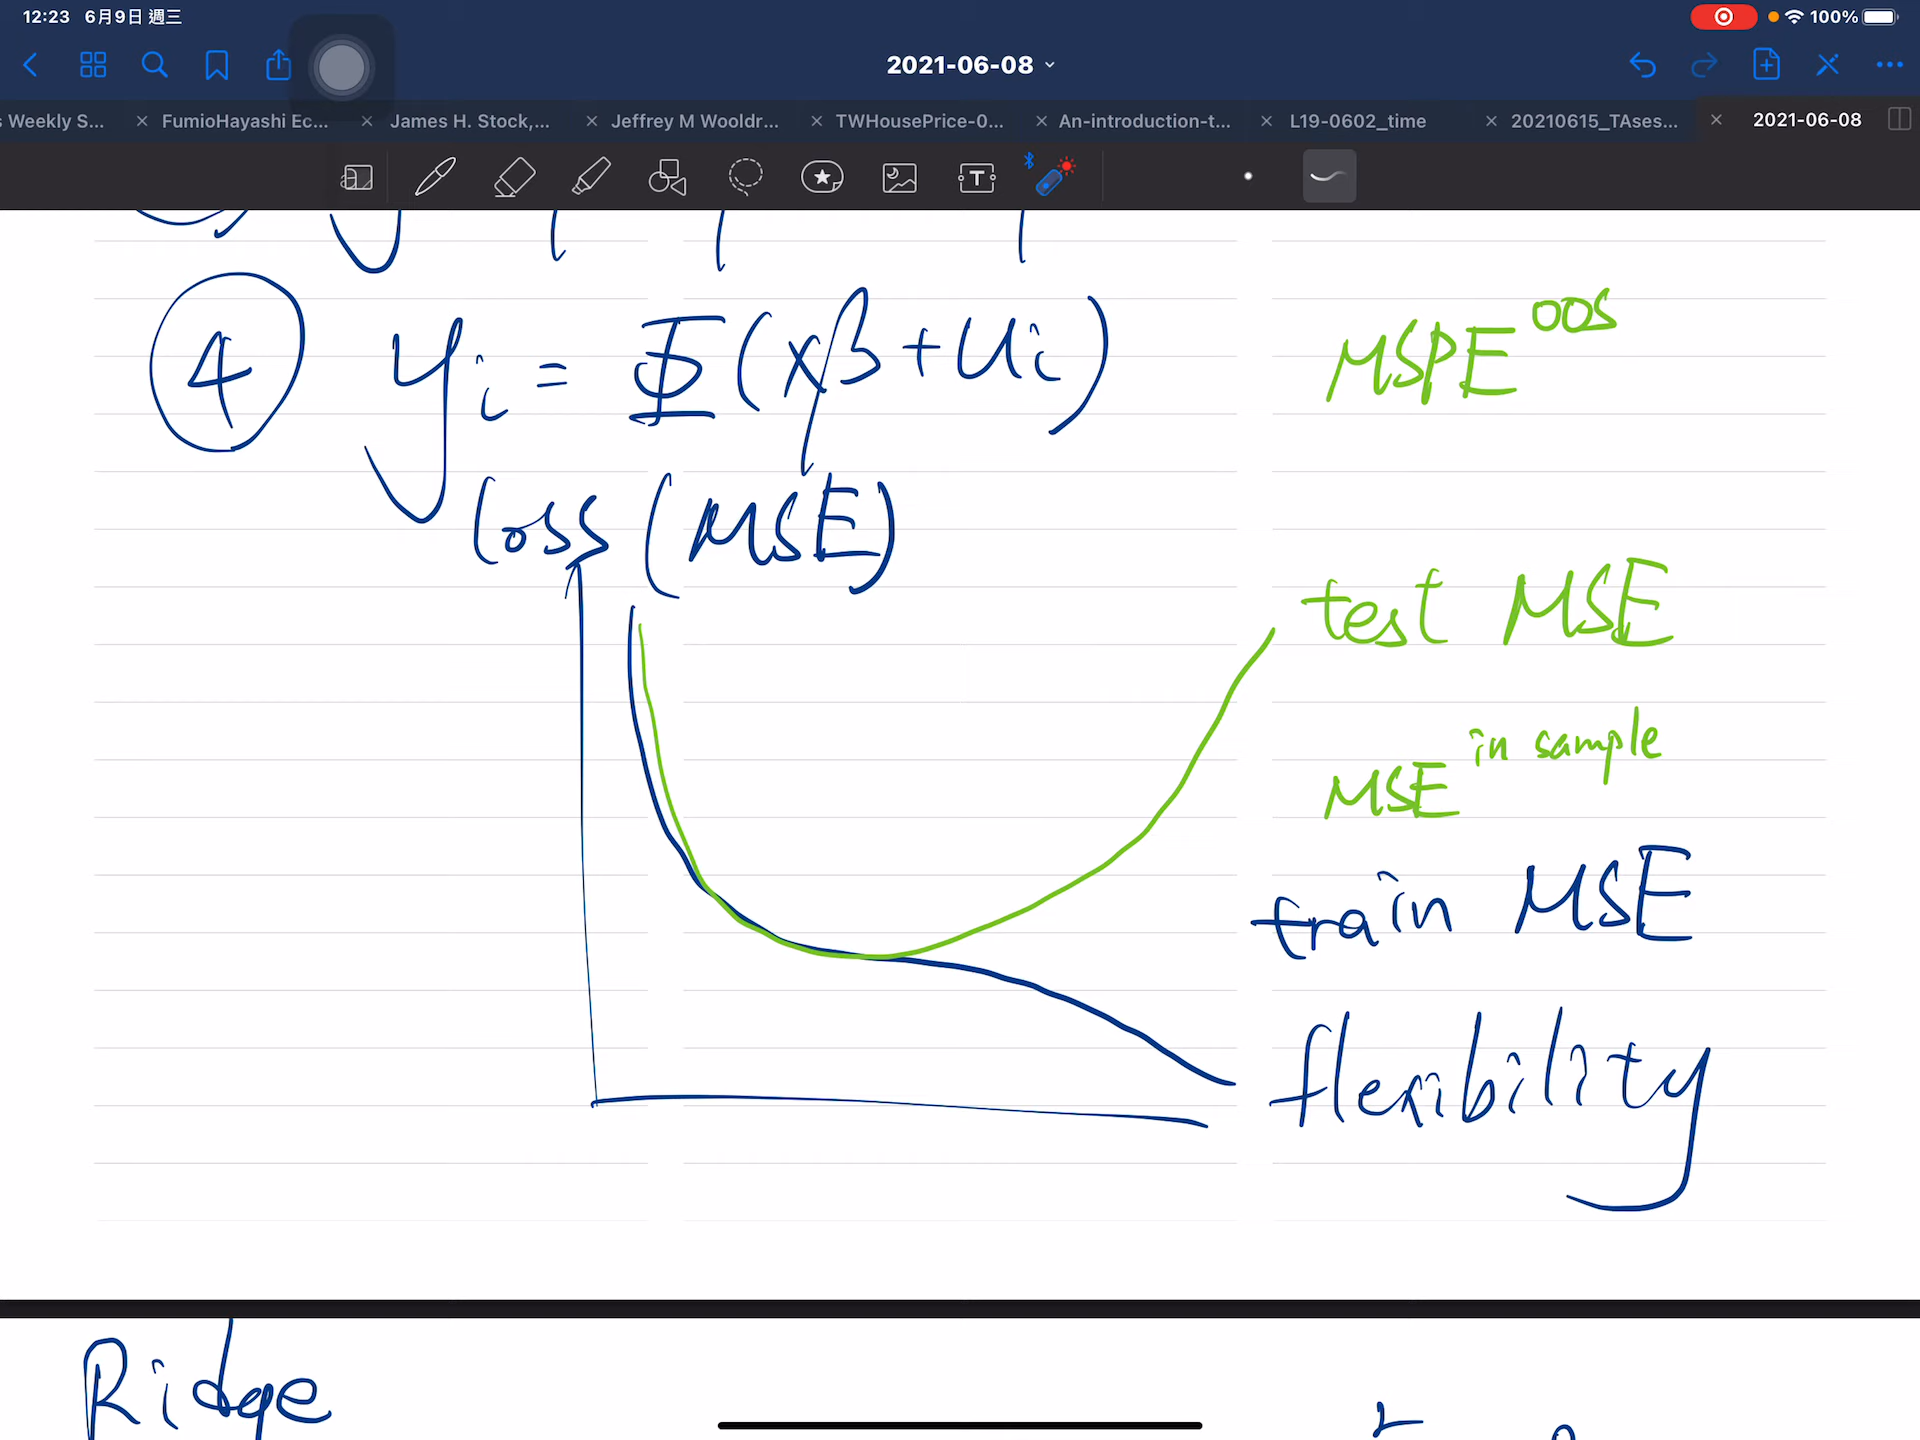 12:23 6月9日 週三
100%
2021-06-08
s Weekly S... FumioHayashi Ec... James H. Stock,... Jeffrey M Wooldr... TWHousePrice-0... An-introduction-t... L19-0602_time 20210615_TAses... 2021-06-08
④ yi = Φ(xβ+ui)
MSPE^oos
loss (MSE)
test MSE
MSE^in sample
train MSE
flexibility
Ridge
2